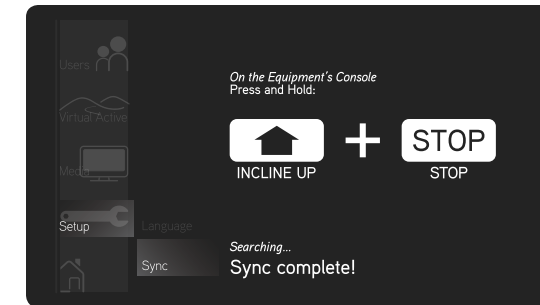 Users
Virtual Active
Media
Setup
Language
Sync
On the Equipment's Console
Press and Hold:
STOP
INCLINE UP
STOP
Searching...
Sync complete!